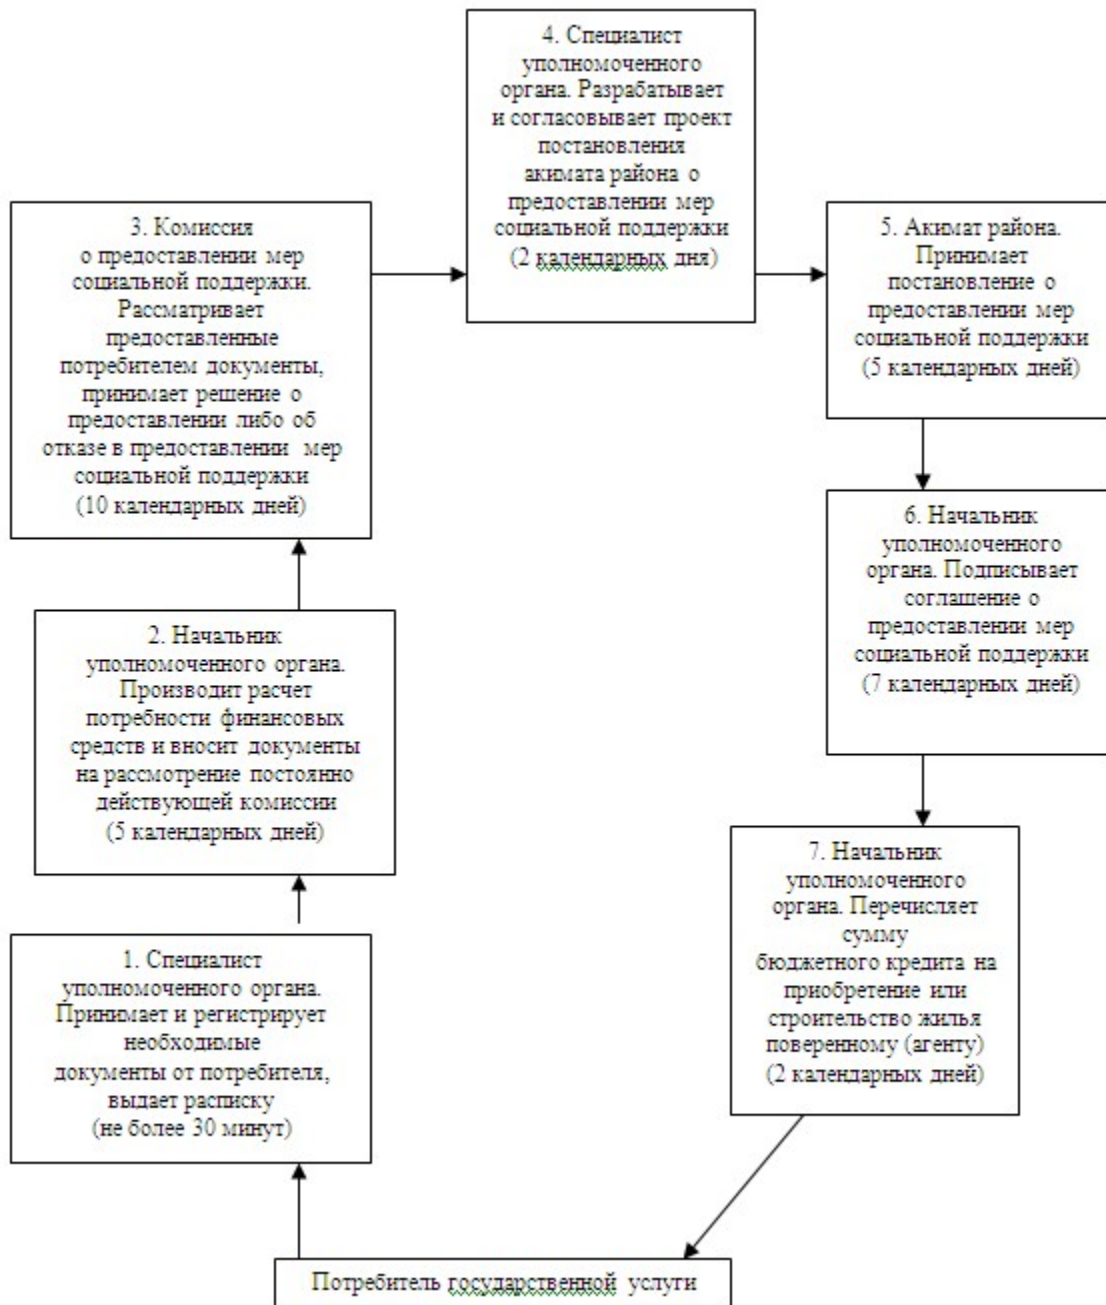 4. Специалист
уполномоченного
органа. Разрабатывает
и согласовывает проект
постановления
акимата района о
предоставлении мер
социальной поддержки
(2 календарных дня)
3. Комиссия
о предоставлении мер
социальной поддержки.
Рассматривает
предоставленные
потребителем документы,
принимает решение о
предоставлении либо об
отказе в предоставлении мер
социальной поддержки
(10 календарных дней)
5. Акимат района.
Принимает
постановление о
предоставлении мер
социальной поддержки
(5 календарных дней)
6. Начальник
уполномоченного
органа. Подписывает
соглашение о
предоставлении мер
социальной поддержки
(7 календарных дней)
2. Начальник
уполномоченного органа.
Производит расчет
потребности финансовых
средств и вносит документы
на рассмотрение постоянно
действующей комиссии
(5 календарных дней)
7. Начальник
уполномоченного
органа. Перечисляет
сумму
бюджетного кредита на
приобретение или
строительство жилья
поверенному (агенту)
(2 календарных дней)
1. Специалист
уполномоченного органа.
Принимает и регистрирует
необходимые
документы от потребителя,
выдает расписку
(не более 30 минут)
Потребитель государственной услуги